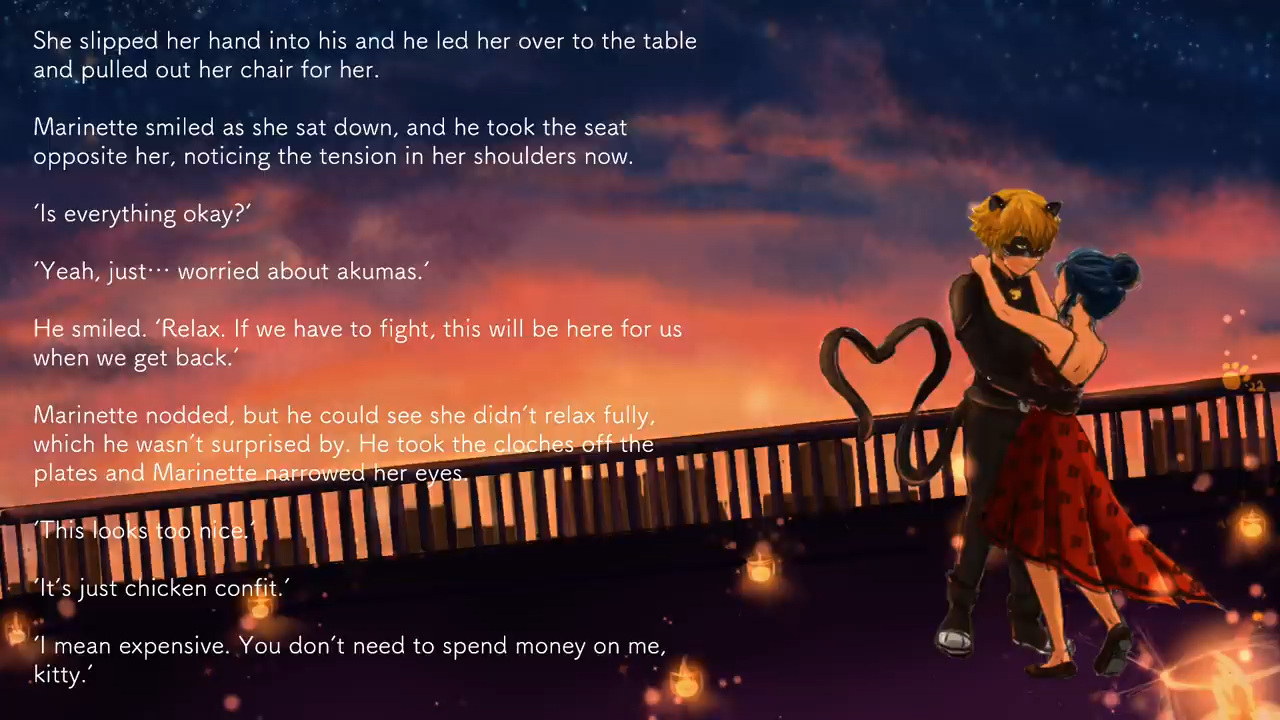 She slipped her hand into his and he led her over to the table
and pulled out her chair for her.
Marinette smiled as she sat down, and he took the seat
opposite her, noticing the tension in her shoulders now.
‘Is everything okay?’
‘Yeah, just… worried about akumas.’
He smiled. ‘Relax. If we have to fight, this will be here for us
when we get back.’
Marinette nodded, but he could see she didn’t relax fully,
which he wasn’t surprised by. He took the cloches off the
plates and Marinette narrowed her eyes.
‘This looks too nice.’
‘It’s just chicken confit.’
‘I mean expensive. You don’t need to spend money on me,
kitty.’